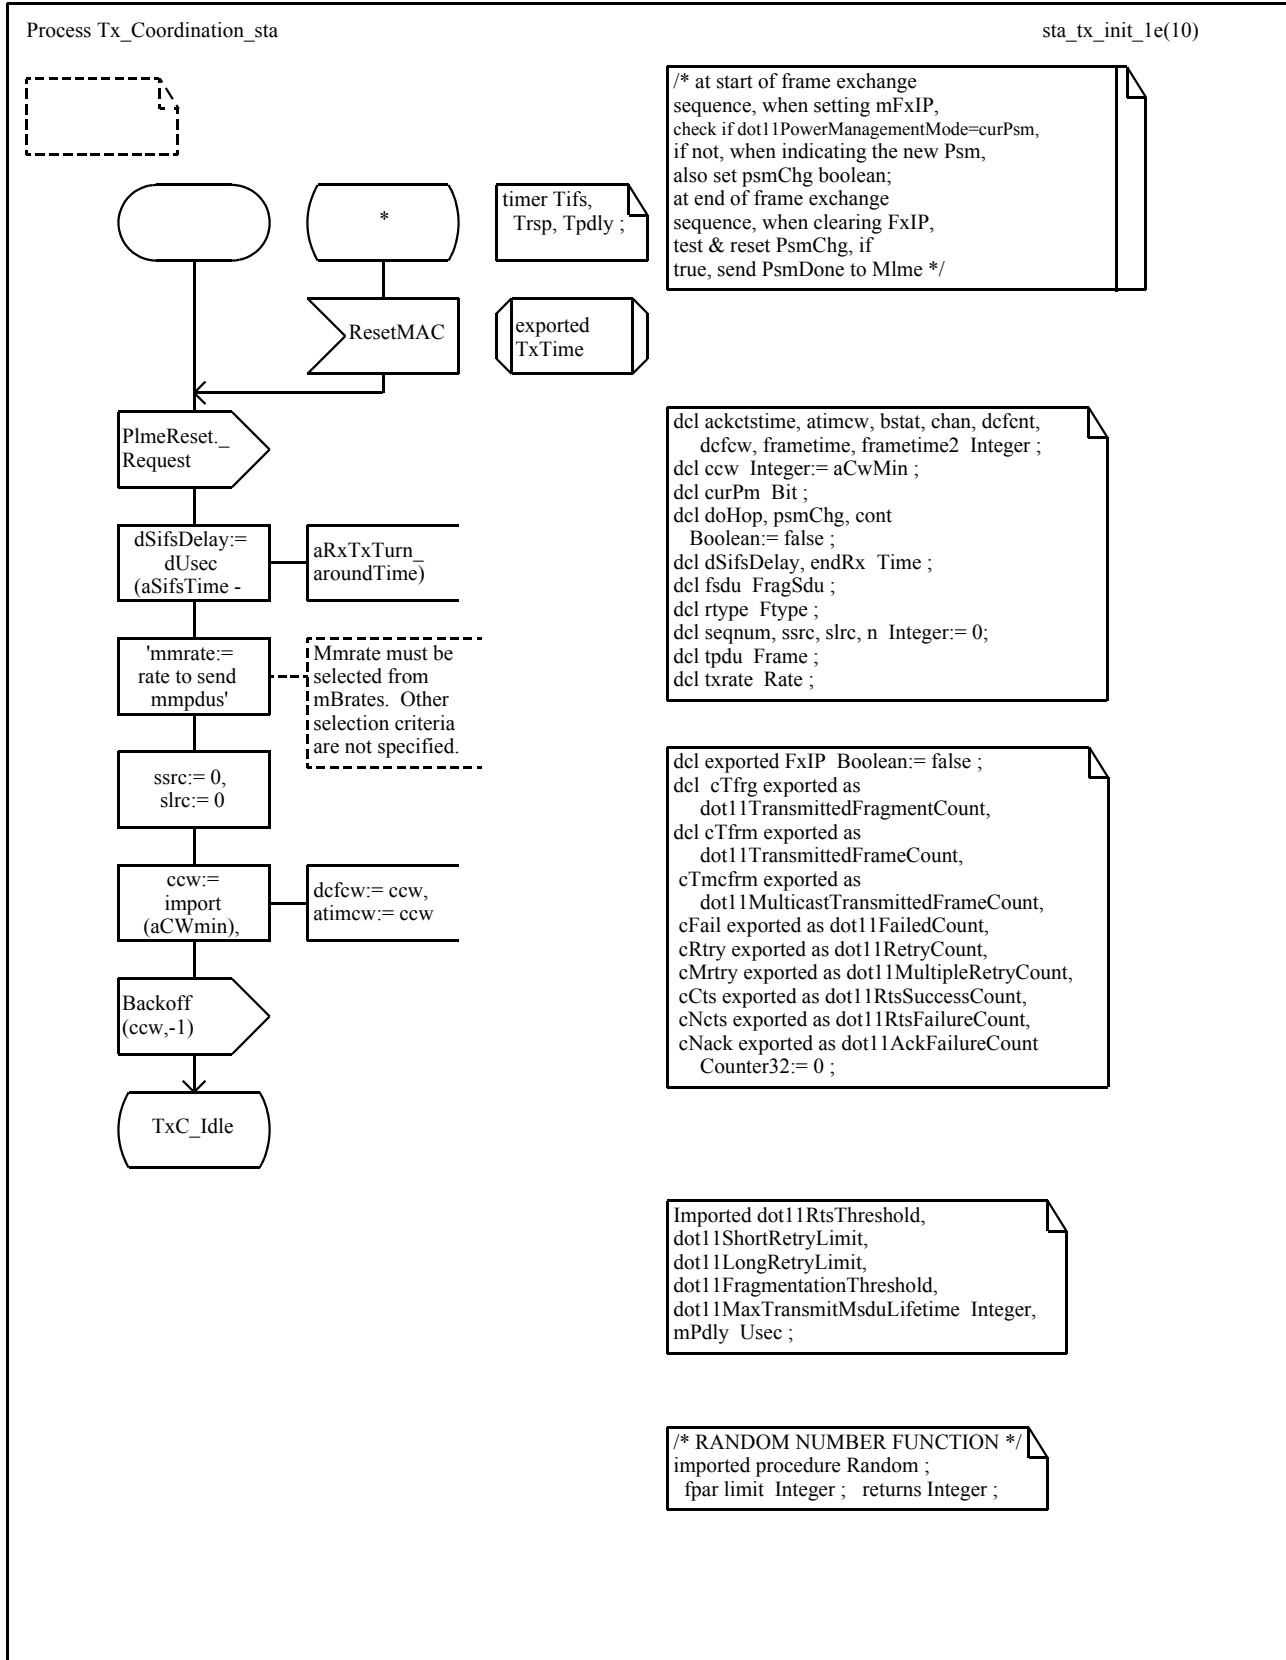 Process Tx_Coordination_sta
sta_tx_init_1e(10)
/* at start of frame exchange
sequence, when setting mFxIP,
check if dot11PowerManagementMode=curPsm,
if not, when indicating the new Psm,
also set psmChg boolean;
at end of frame exchange
sequence, when clearing FxIP,
test & reset PsmChg, if
true, send PsmDone to Mlme */
*
timer Tifs,
Trsp, Tpdly ;
ResetMAC
exported
TxTime
PlmeReset._
Request
dSifsDelay:=
dUsec
(aSifsTime -
aRxTxTurn_
aroundTime)
'mmrate:=
rate to send
mmpdus'
Mmrate must be
selected from
mBrates. Other
selection criteria
are not specified.
ssrc:= 0,
slrc:= 0
ccw:=
import
(aCWmin),
dcfcw:= ccw,
atimcw:= ccw
Backoff
(ccw,-1)
TxC_Idle
dcl ackctstime, atimcw, bstat, chan, dcfcnt,
dcfcw, frametime, frametime2 Integer ;
dcl ccw Integer:= aCwMin ;
dcl curPm Bit ;
dcl doHop, psmChg, cont
Boolean:= false ;
dcl dSifsDelay, endRx Time ;
dcl fsdu FragSdu ;
dcl rtype Ftype ;
dcl seqnum, ssrc, slrc, n Integer:= 0;
dcl tpdu Frame ;
dcl txrate Rate ;
dcl exported FxIP Boolean:= false ;
dcl cTfrg exported as
dot11TransmittedFragmentCount,
dcl cTfrm exported as
dot11TransmittedFrameCount,
cTmcfrm exported as
dot11MulticastTransmittedFrameCount,
cFail exported as dot11FailedCount,
cRtry exported as dot11RetryCount,
cMrtry exported as dot11MultipleRetryCount,
cCts exported as dot11RtsSuccessCount,
cNcts exported as dot11RtsFailureCount,
cNack exported as dot11AckFailureCount
Counter32:= 0 ;
Imported dot11RtsThreshold,
dot11ShortRetryLimit,
dot11LongRetryLimit,
dot11FragmentationThreshold,
dot11MaxTransmitMsduLifetime Integer,
mPdly Usec ;
/* RANDOM NUMBER FUNCTION */
imported procedure Random ;
fpar limit Integer ; returns Integer ;